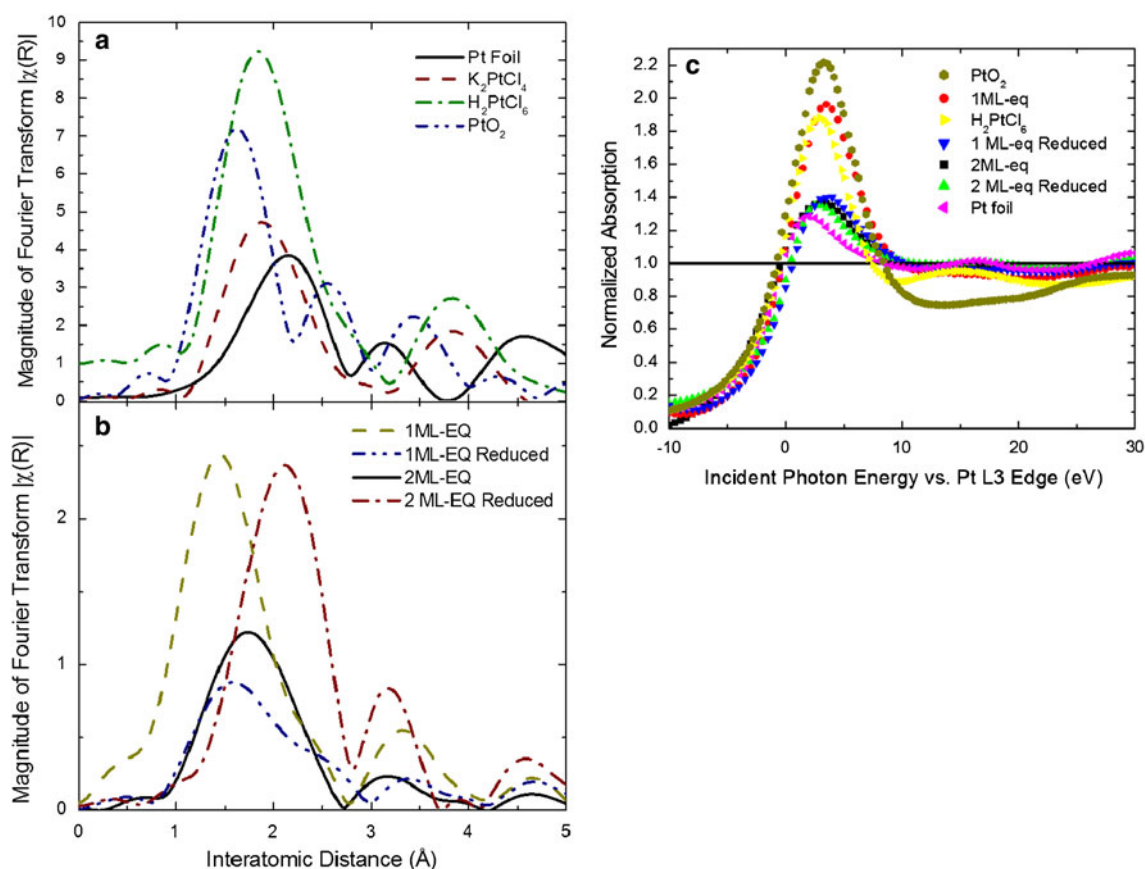 a
Magnitude of Fourier Transform |χ(R)|
10
9
8
7
6
5
4
3
2
1
0
Pt Foil
K₂PtCl₄
H₂PtCl₆
PtO₂
b
Magnitude of Fourier Transform |χ(R)|
2
1
0
1ML-EQ
1ML-EQ Reduced
2ML-EQ
2 ML-EQ Reduced
0 1 2 3 4 5
Interatomic Distance (Å)
c
Normalized Absorption
2.2
2.0
1.8
1.6
1.4
1.2
1.0
0.8
0.6
0.4
0.2
0.0
PtO₂
1ML-eq
H₂PtCl₆
1 ML-eq Reduced
2ML-eq
2 ML-eq Reduced
Pt foil
-10 0 10 20 30
Incident Photon Energy vs. Pt L3 Edge (eV)